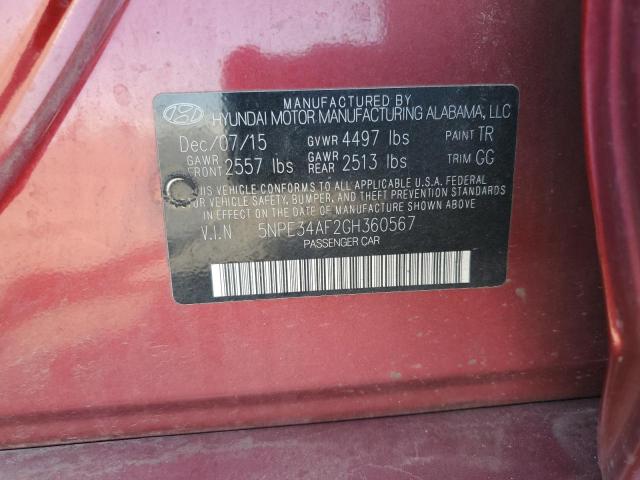 MANUFACTURED BY
HYUNDAI MOTOR MANUFACTURING ALABAMA, LLC
Dec/07/15 GVWR 4497 lbs PAINT TR
GAWR FRONT 2557 lbs GAWR REAR 2513 lbs TRIM GG
THIS VEHICLE CONFORMS TO ALL APPLICABLE U.S.A. FEDERAL
MOTOR VEHICLE SAFETY, BUMPER, AND THEFT PREVENTION STANDARDS
IN EFFECT ON THE DATE OF MANUFACTURE SHOWN ABOVE.
V.I.N 5NPE34AF2GH360567
PASSENGER CAR